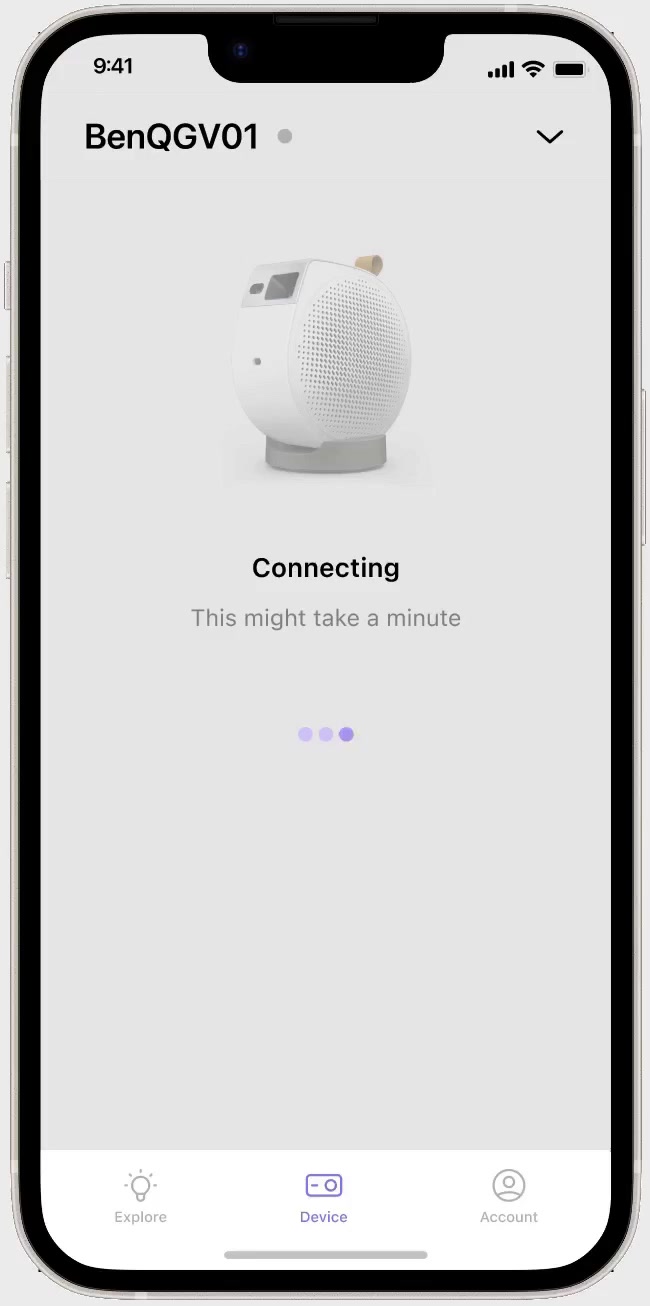 9:41
BenQGV01
Connecting
This might take a minute
Explore
Device
Account